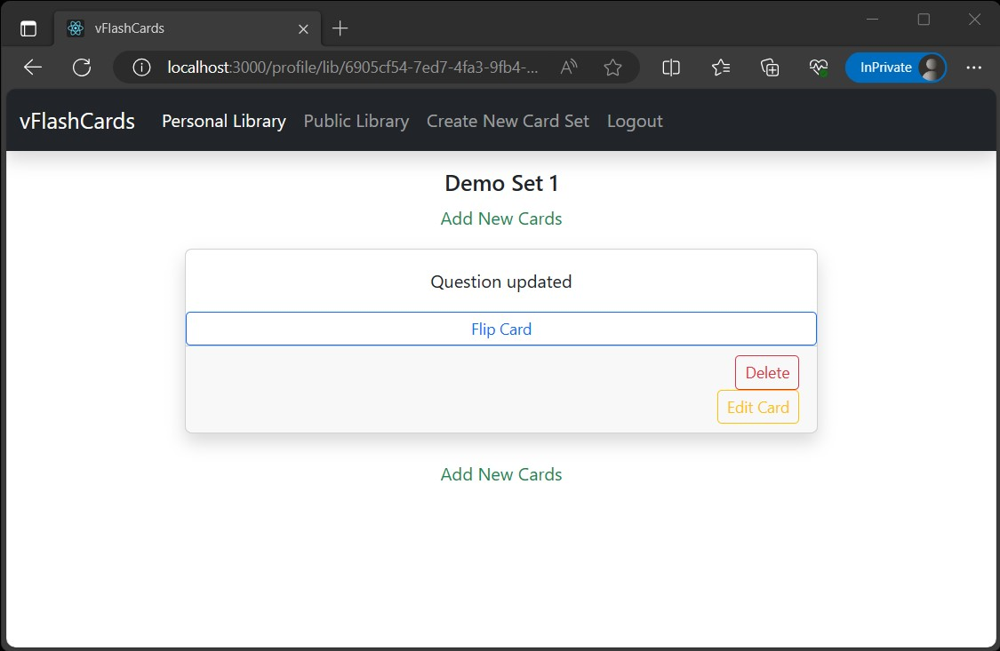 vFlashCards
localhost:3000/profile/lib/6905cf54-7ed7-4fa3-9fb4-...
InPrivate
vFlashCards Personal Library Public Library Create New Card Set Logout
Demo Set 1
Add New Cards
Question updated
Flip Card
Delete
Edit Card
Add New Cards